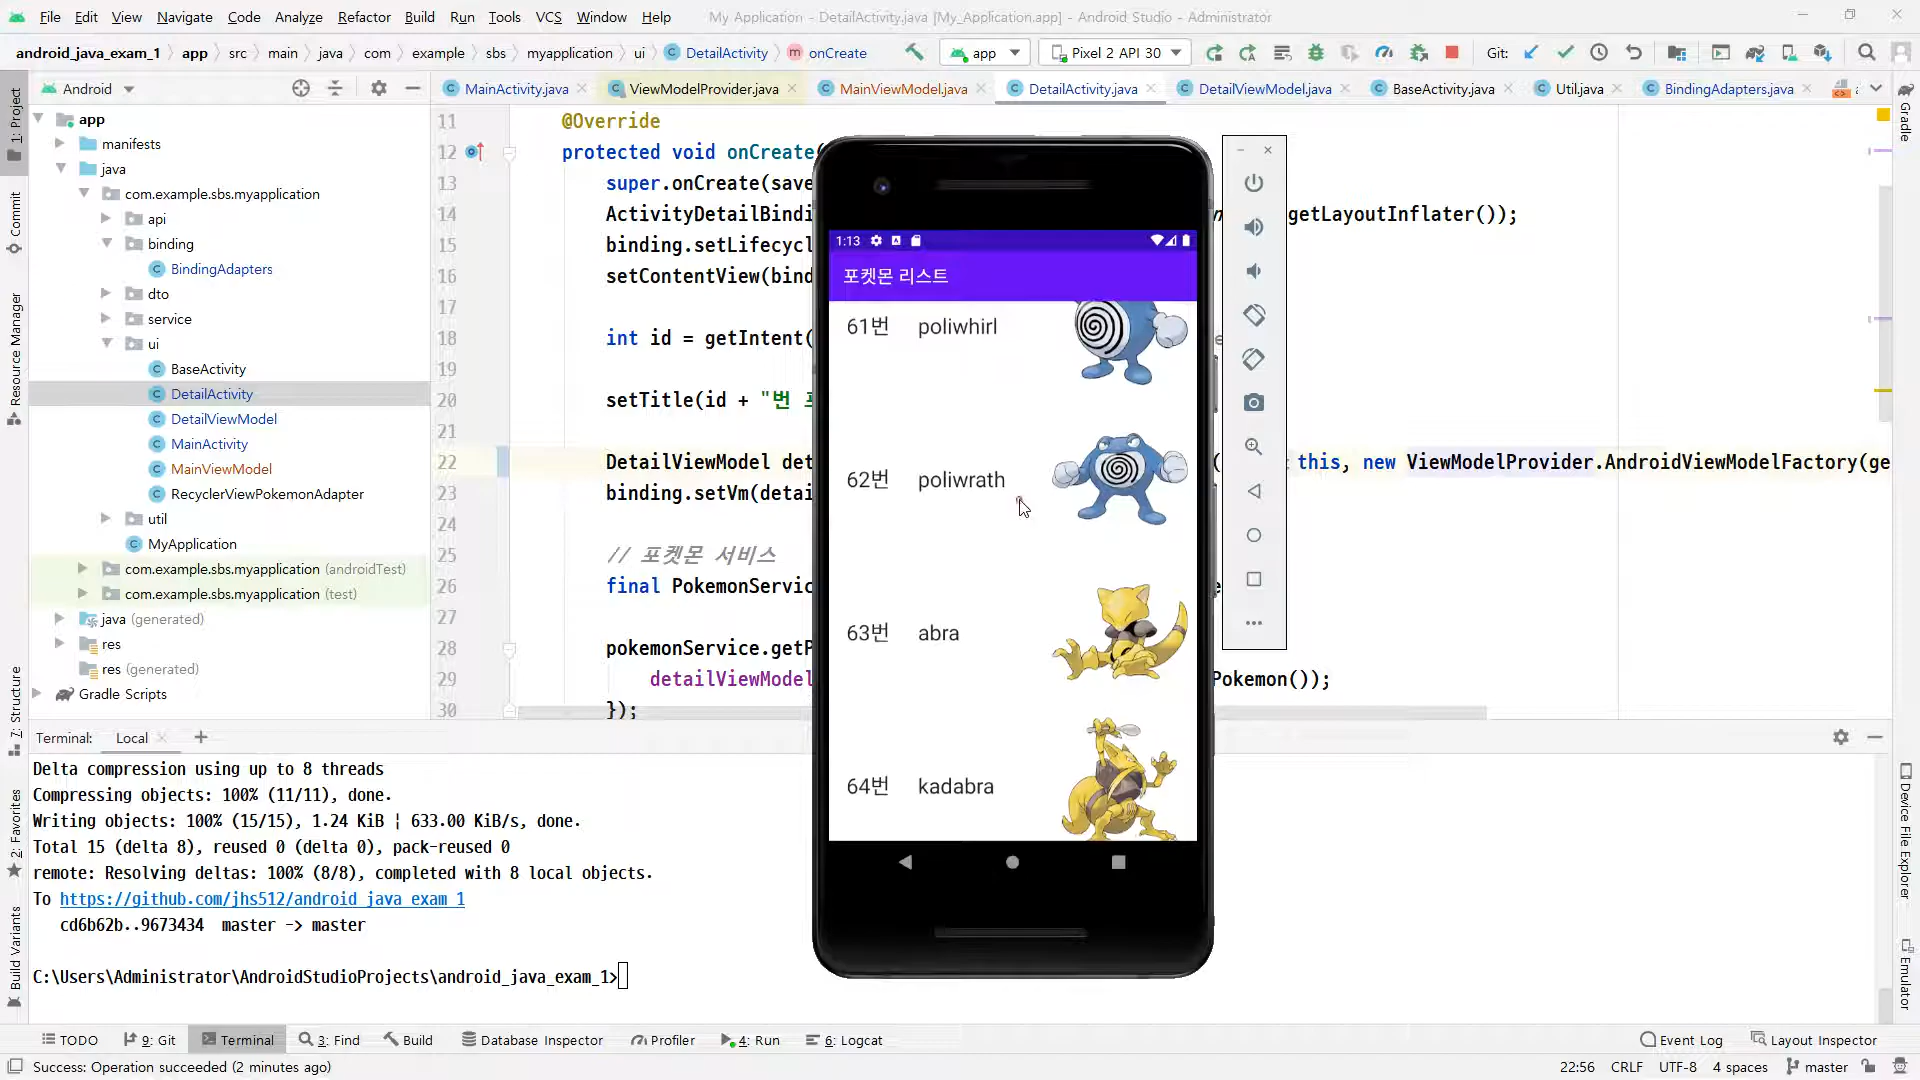 File Edit View Navigate Code Analyze Refactor Build Run Tools VCS Window Help My Application - DetailActivity.java [My_Application.app] - Android Studio - Administrator
android_java_exam_1 app src main java com example sbs myapplication ui DetailActivity onCreate app Pixel 2 API 30 Git:
Android MainActivity.java ViewModelProvider.java MainViewModel.java DetailActivity.java DetailViewModel.java BaseActivity.java Util.java BindingAdapters.java
1: Project
Commit
Resource Manager
7: Structure
2: Favorites
Build Variants
Gradle
Device File Explorer
Emulator
app
manifests
java
com.example.sbs.myapplication
api
binding
BindingAdapters
dto
service
ui
BaseActivity
DetailActivity
DetailViewModel
MainActivity
MainViewModel
RecyclerViewPokemonAdapter
util
MyApplication
com.example.sbs.myapplication (androidTest)
com.example.sbs.myapplication (test)
java (generated)
res
res (generated)
Gradle Scripts
11 @Override
12 protected void onCreate
13 super.onCreate(save
14 ActivityDetailBindi getLayoutInflater());
15 binding.setLifecycl
16 setContentView(bind
17
18 int id = getIntent(
19
20 setTitle(id + "번
21
22 DetailViewModel det this, new ViewModelProvider.AndroidViewModelFactory(ge
23 binding.setVm(detai
24
25 // 포켓몬 서비스
26 final PokemonServic
27
28 pokemonService.getP
29 detailViewModel Pokemon());
30 });
1:13
포켓몬 리스트
61번 poliwhirl
62번 poliwrath
63번 abra
64번 kadabra
Terminal: Local
Delta compression using up to 8 threads
Compressing objects: 100% (11/11), done.
Writing objects: 100% (15/15), 1.24 KiB ¦ 633.00 KiB/s, done.
Total 15 (delta 8), reused 0 (delta 0), pack-reused 0
remote: Resolving deltas: 100% (8/8), completed with 8 local objects.
To https://github.com/jhs512/android_java_exam_1
cd6b62b..9673434 master -> master
C:\Users\Administrator\AndroidStudioProjects\android_java_exam_1>
TODO 9: Git Terminal 3: Find Build Database Inspector Profiler 4: Run 6: Logcat Event Log Layout Inspector
Success: Operation succeeded (2 minutes ago) 22:56 CRLF UTF-8 4 spaces master